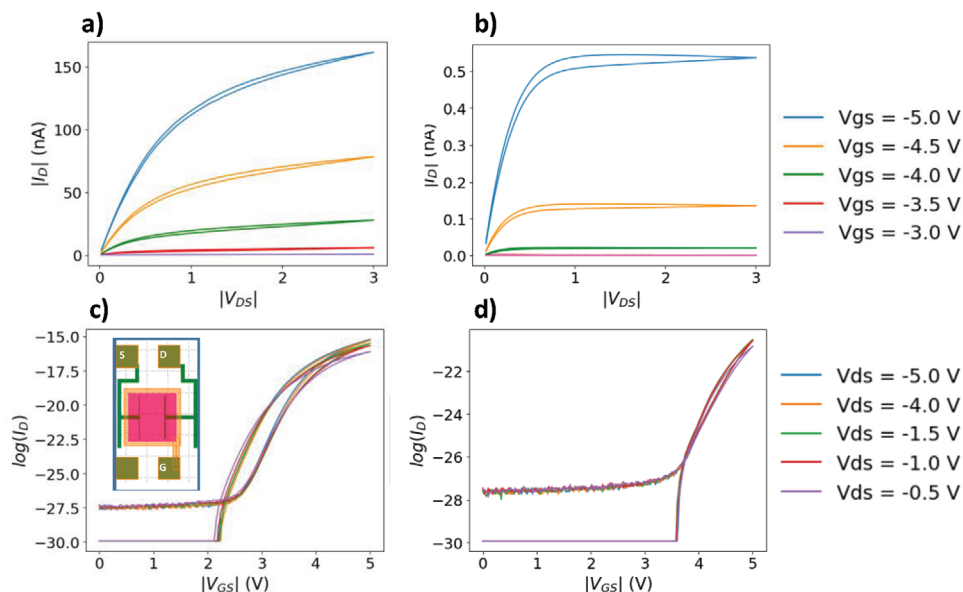 a)
150
100
50
0
|I_D| (nA)
0 1 2 3
|V_DS|
b)
0.5
0.4
0.3
0.2
0.1
0.0
|I_D| (nA)
0 1 2 3
|V_DS|
Vgs = -5.0 V
Vgs = -4.5 V
Vgs = -4.0 V
Vgs = -3.5 V
Vgs = -3.0 V
c)
−15.0
−17.5
−20.0
−22.5
−25.0
−27.5
−30.0
log(I_D)
S D
G
0 1 2 3 4 5
|V_GS| (V)
d)
−22
−24
−26
−28
−30
log(I_D)
0 1 2 3 4 5
|V_GS| (V)
Vds = -5.0 V
Vds = -4.0 V
Vds = -1.5 V
Vds = -1.0 V
Vds = -0.5 V